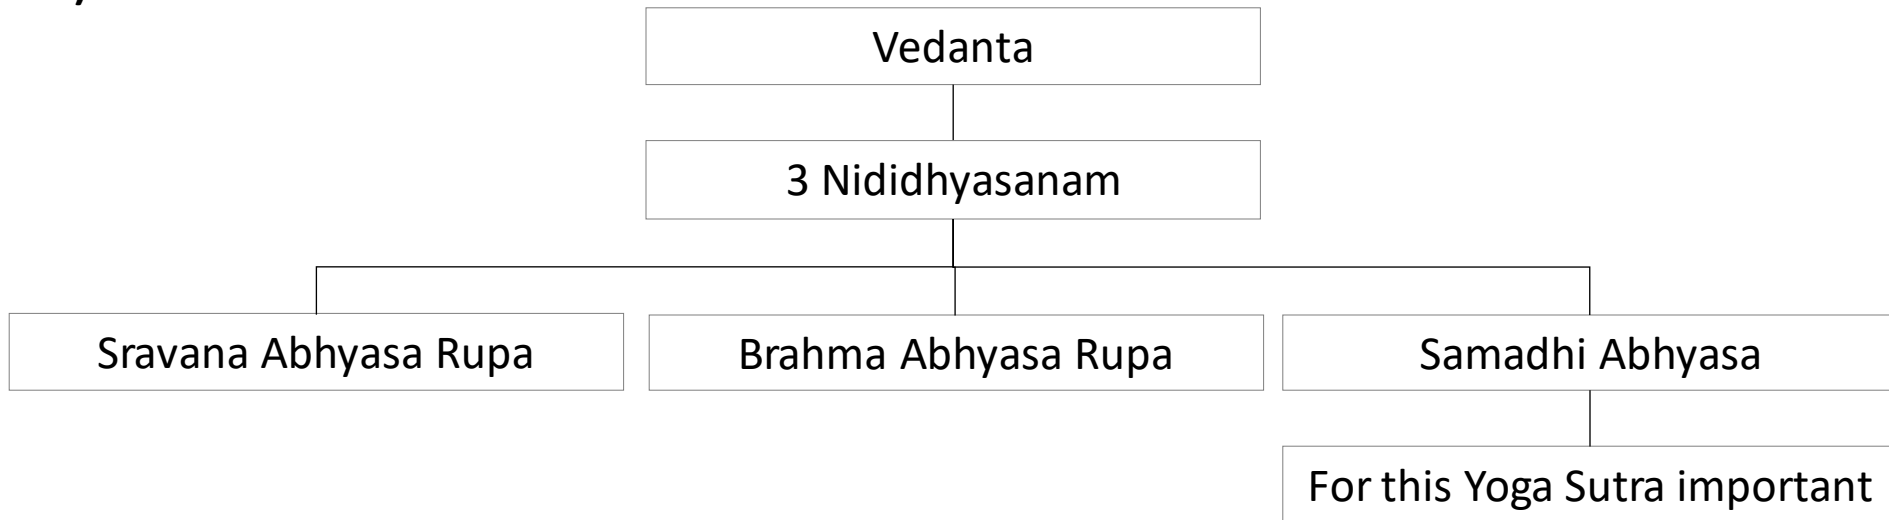 Vedanta
3 Nididhyasanam
Sravana Abhyasa Rupa
Brahma Abhyasa Rupa
Samadhi Abhyasa
For this Yoga Sutra important